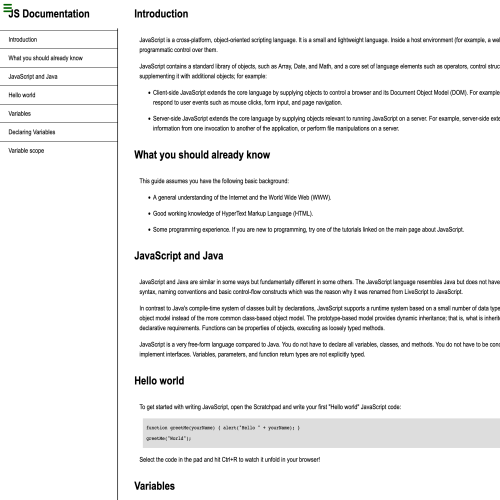 JS Documentation
Introduction
What you should already know
JavaScript and Java
Hello world
Variables
Declaring Variables
Variable scope
Introduction
JavaScript is a cross-platform, object-oriented scripting language. It is a small and lightweight language. Inside a host environment (for example, a
programmatic control over them.
JavaScript contains a standard library of objects, such as Array, Date, and Math, and a core set of language elements such as operators, control
supplementing it with additional objects; for example:
• Client-side JavaScript extends the core language by supplying objects to control a browser and its Document Object Model (DOM). For example
respond to user events such as mouse clicks, form input, and page navigation.
• Server-side JavaScript extends the core language by supplying objects relevant to running JavaScript on a server. For example, server-side
information from one invocation to another of the application, or perform file manipulations on a server.
What you should already know
This guide assumes you have the following basic background:
• A general understanding of the Internet and the World Wide Web (WWW).
• Good working knowledge of HyperText Markup Language (HTML).
• Some programming experience. If you are new to programming, try one of the tutorials linked on the main page about JavaScript.
JavaScript and Java
JavaScript and Java are similar in some ways but fundamentally different in some others. The JavaScript language resembles Java but does not have
syntax, naming conventions and basic control-flow constructs which was the reason why it was renamed from LiveScript to JavaScript.
In contrast to Java's compile-time system of classes built by declarations, JavaScript supports a runtime system based on a small number of data
object model instead of the more common class-based object model. The prototype-based model provides dynamic inheritance; that is, what is
declarative requirements. Functions can be properties of objects, executing as loosely typed methods.
JavaScript is a very free-form language compared to Java. You do not have to declare all variables, classes, and methods. You do not have to be
implement interfaces. Variables, parameters, and function return types are not explicitly typed.
Hello world
To get started with writing JavaScript, open the Scratchpad and write your first "Hello world" JavaScript code:
function greetMe(yourName) { alert("Hello " + yourName); }
greetMe("World");
Select the code in the pad and hit Ctrl+R to watch it unfold in your browser!
Variables